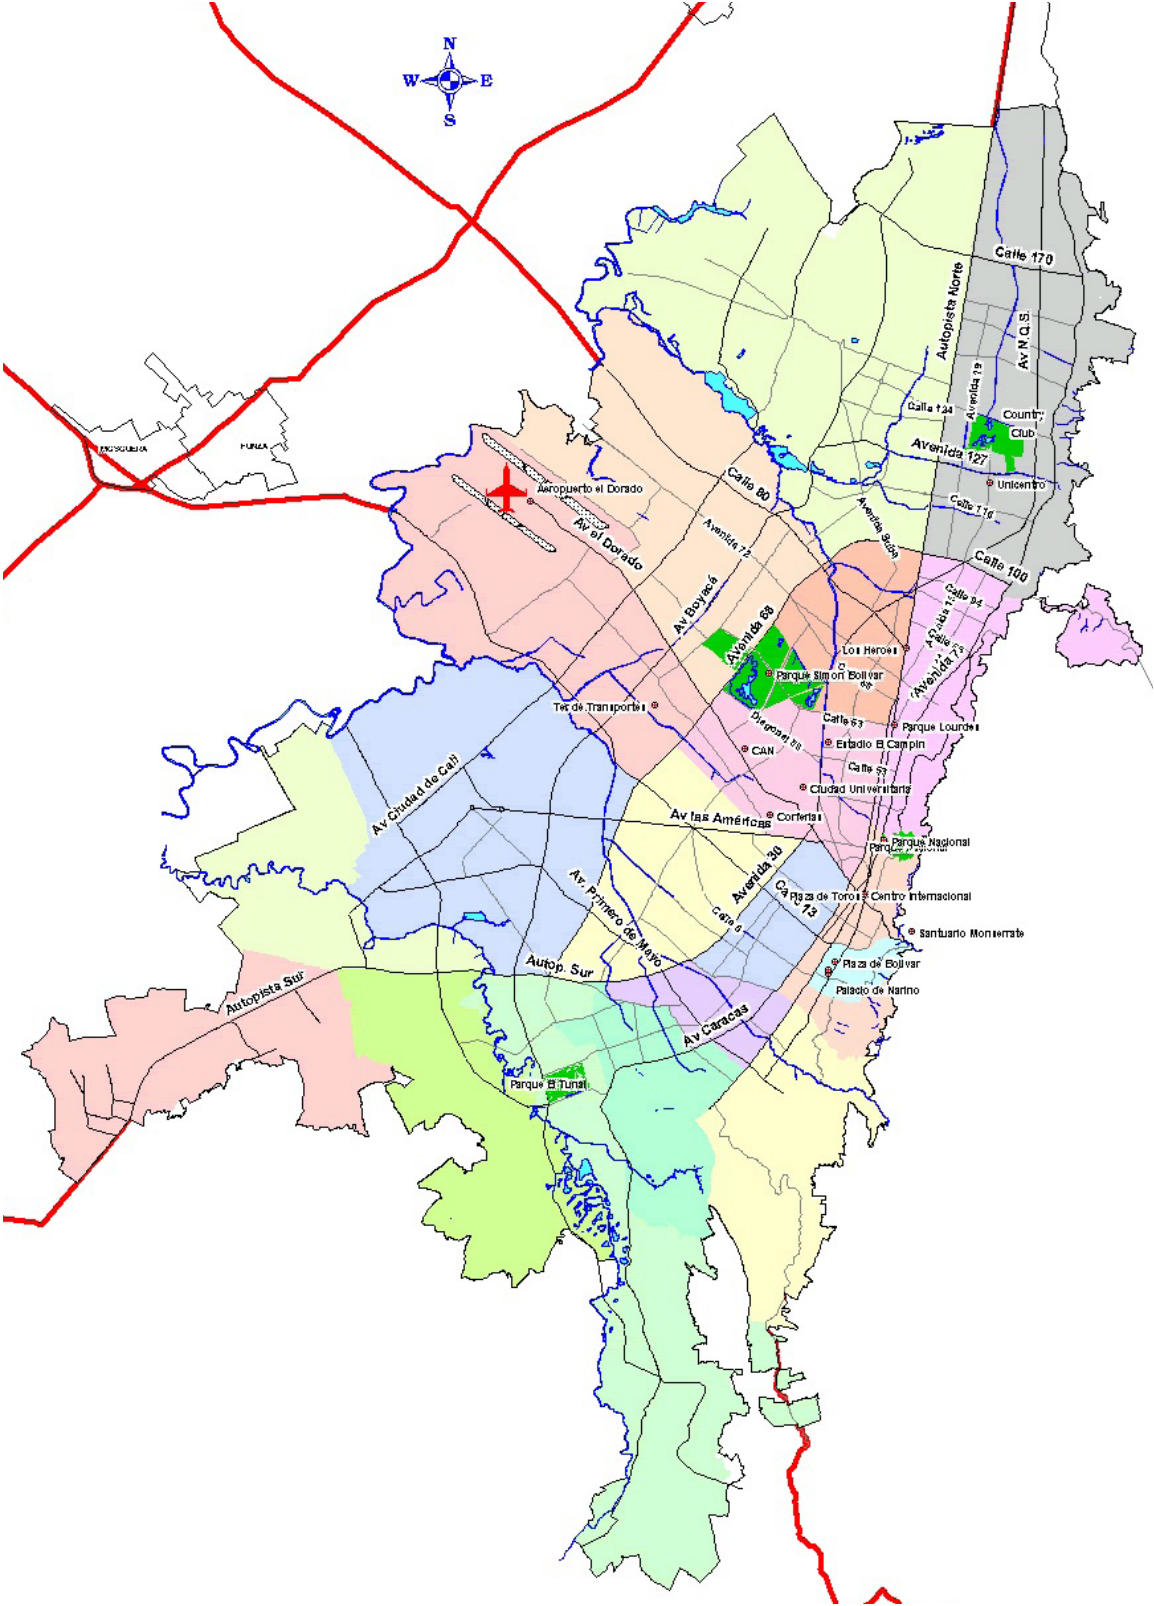 N
W E
S
Calle 170
Autopista Norte
Av N.Q.S.
Avenida 19
Calle 134
Country
Club
Avenida 127
Unicentro
Calle 116
MOSQUERA
FUNZA
Aeropuerto el Dorado
Av el Dorado
Calle 80
Avenida 72
Avenida Suba
Calle 100
Calle 94
Av Boyacá
Avenida 68
Los Heroes
Avenida 7
Parque Simon Bolivar
Ter de Transportes
Calle 63
Parque Lourdes
CAN
Estadio El Campin
Calle 53
Ciudad Universitaria
Av Ciudad de Cali
Av las Américas
Corferias
Parque Nacional
Avenida 30
Av. Primero de Mayo
Calle 13
Plaza de Toros
Centro Internacional
Calle 6
Santuario Monserrate
Autop. Sur
Plaza de Bolivar
Autopista Sur
Palacio de Narino
Av Caracas
Parque El Tunal